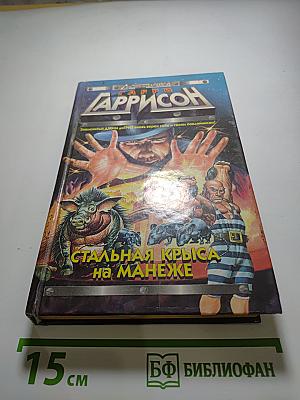 ГАРРИ
ГАРРИСОН
СТАЛЬНАЯ КРЫСА
на МАНЕЖЕ
15 см
БФ БИБЛИОФАН